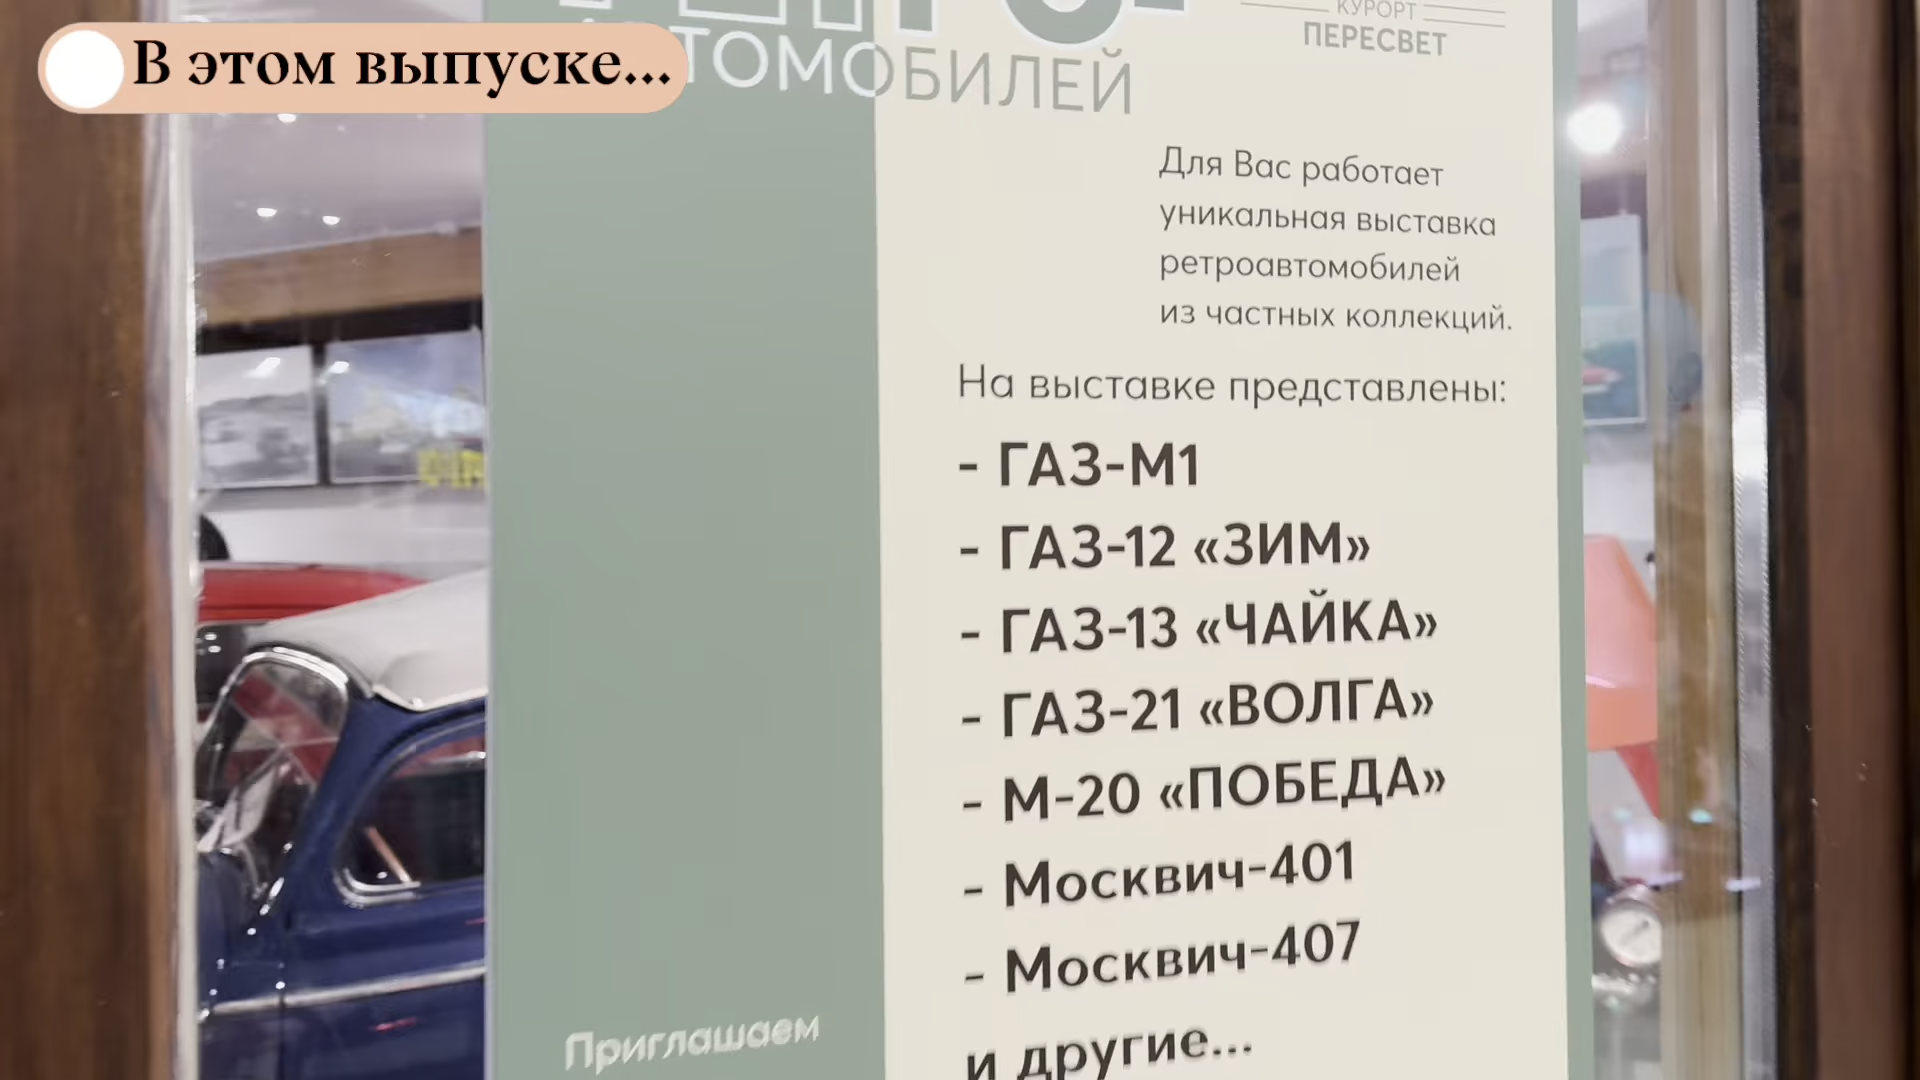 В этом выпуске...
АВТОМОБИЛЕЙ
КУРОРТ
ПЕРЕСВЕТ
Для Вас работает
уникальная выставка
ретроавтомобилей
из частных коллекций.
На выставке представлены:
- ГАЗ-М1
- ГАЗ-12 «ЗИМ»
- ГАЗ-13 «ЧАЙКА»
- ГАЗ-21 «ВОЛГА»
- М-20 «ПОБЕДА»
- Москвич-401
- Москвич-407
и другие...
Приглашаем